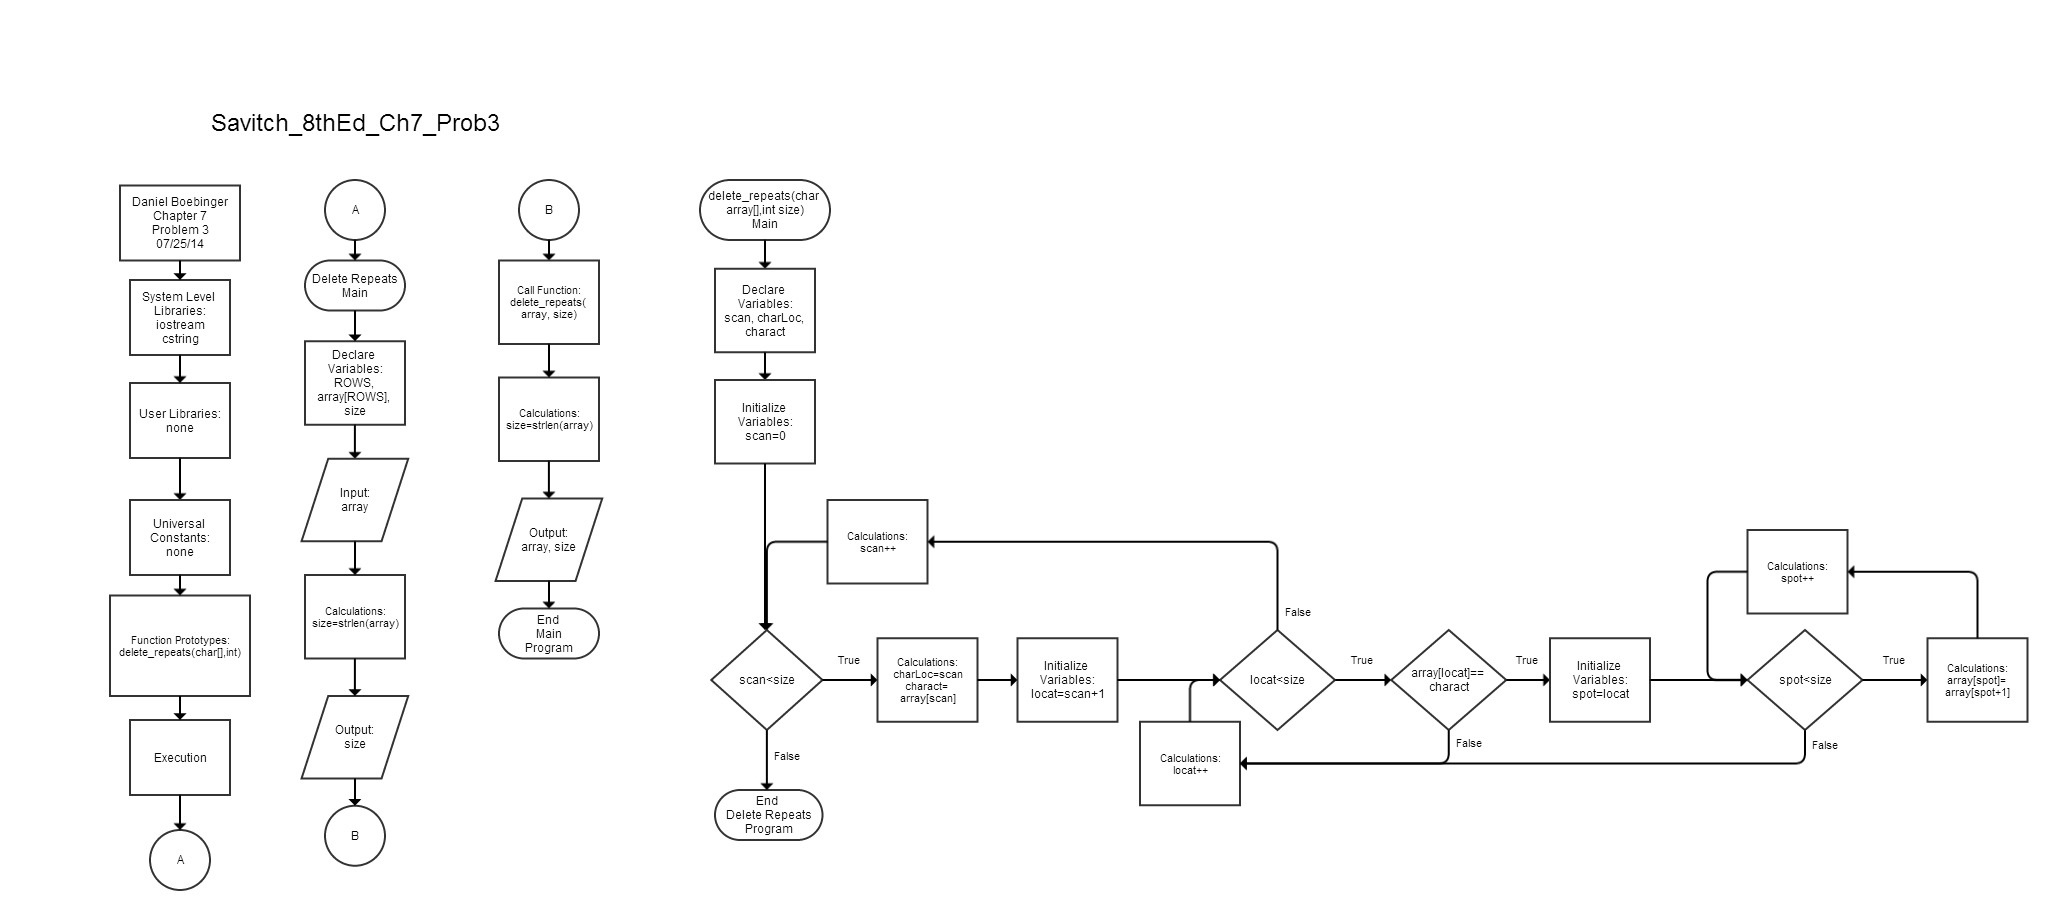 Savitch_8thEd_Ch7_Prob3
Daniel Boebinger
Chapter 7
Problem 3
07/25/14
System Level
Libraries:
iostream
cstring
User Libraries:
none
Universal
Constants:
none
Function Prototypes:
delete_repeats(char[],int)
Execution
A
A
Delete Repeats
Main
Declare
Variables:
ROWS,
array[ROWS],
size
Input:
array
Calculations:
size=strlen(array)
Output:
size
B
B
Call Function:
delete_repeats(
array, size)
Calculations:
size=strlen(array)
Output:
array, size
End
Main
Program
delete_repeats(char
array[],int size)
Main
Declare
Variables:
scan, charLoc,
charact
Initialize
Variables:
scan=0
Calculations:
scan++
scan<size
True
False
End
Delete Repeats
Program
Calculations:
charLoc=scan
charact=
array[scan]
Initialize
Variables:
locat=scan+1
locat<size
False
True
Calculations:
locat++
array[locat]==
charact
True
False
Initialize
Variables:
spot=locat
spot<size
True
False
Calculations:
array[spot]=
array[spot+1]
Calculations:
spot++